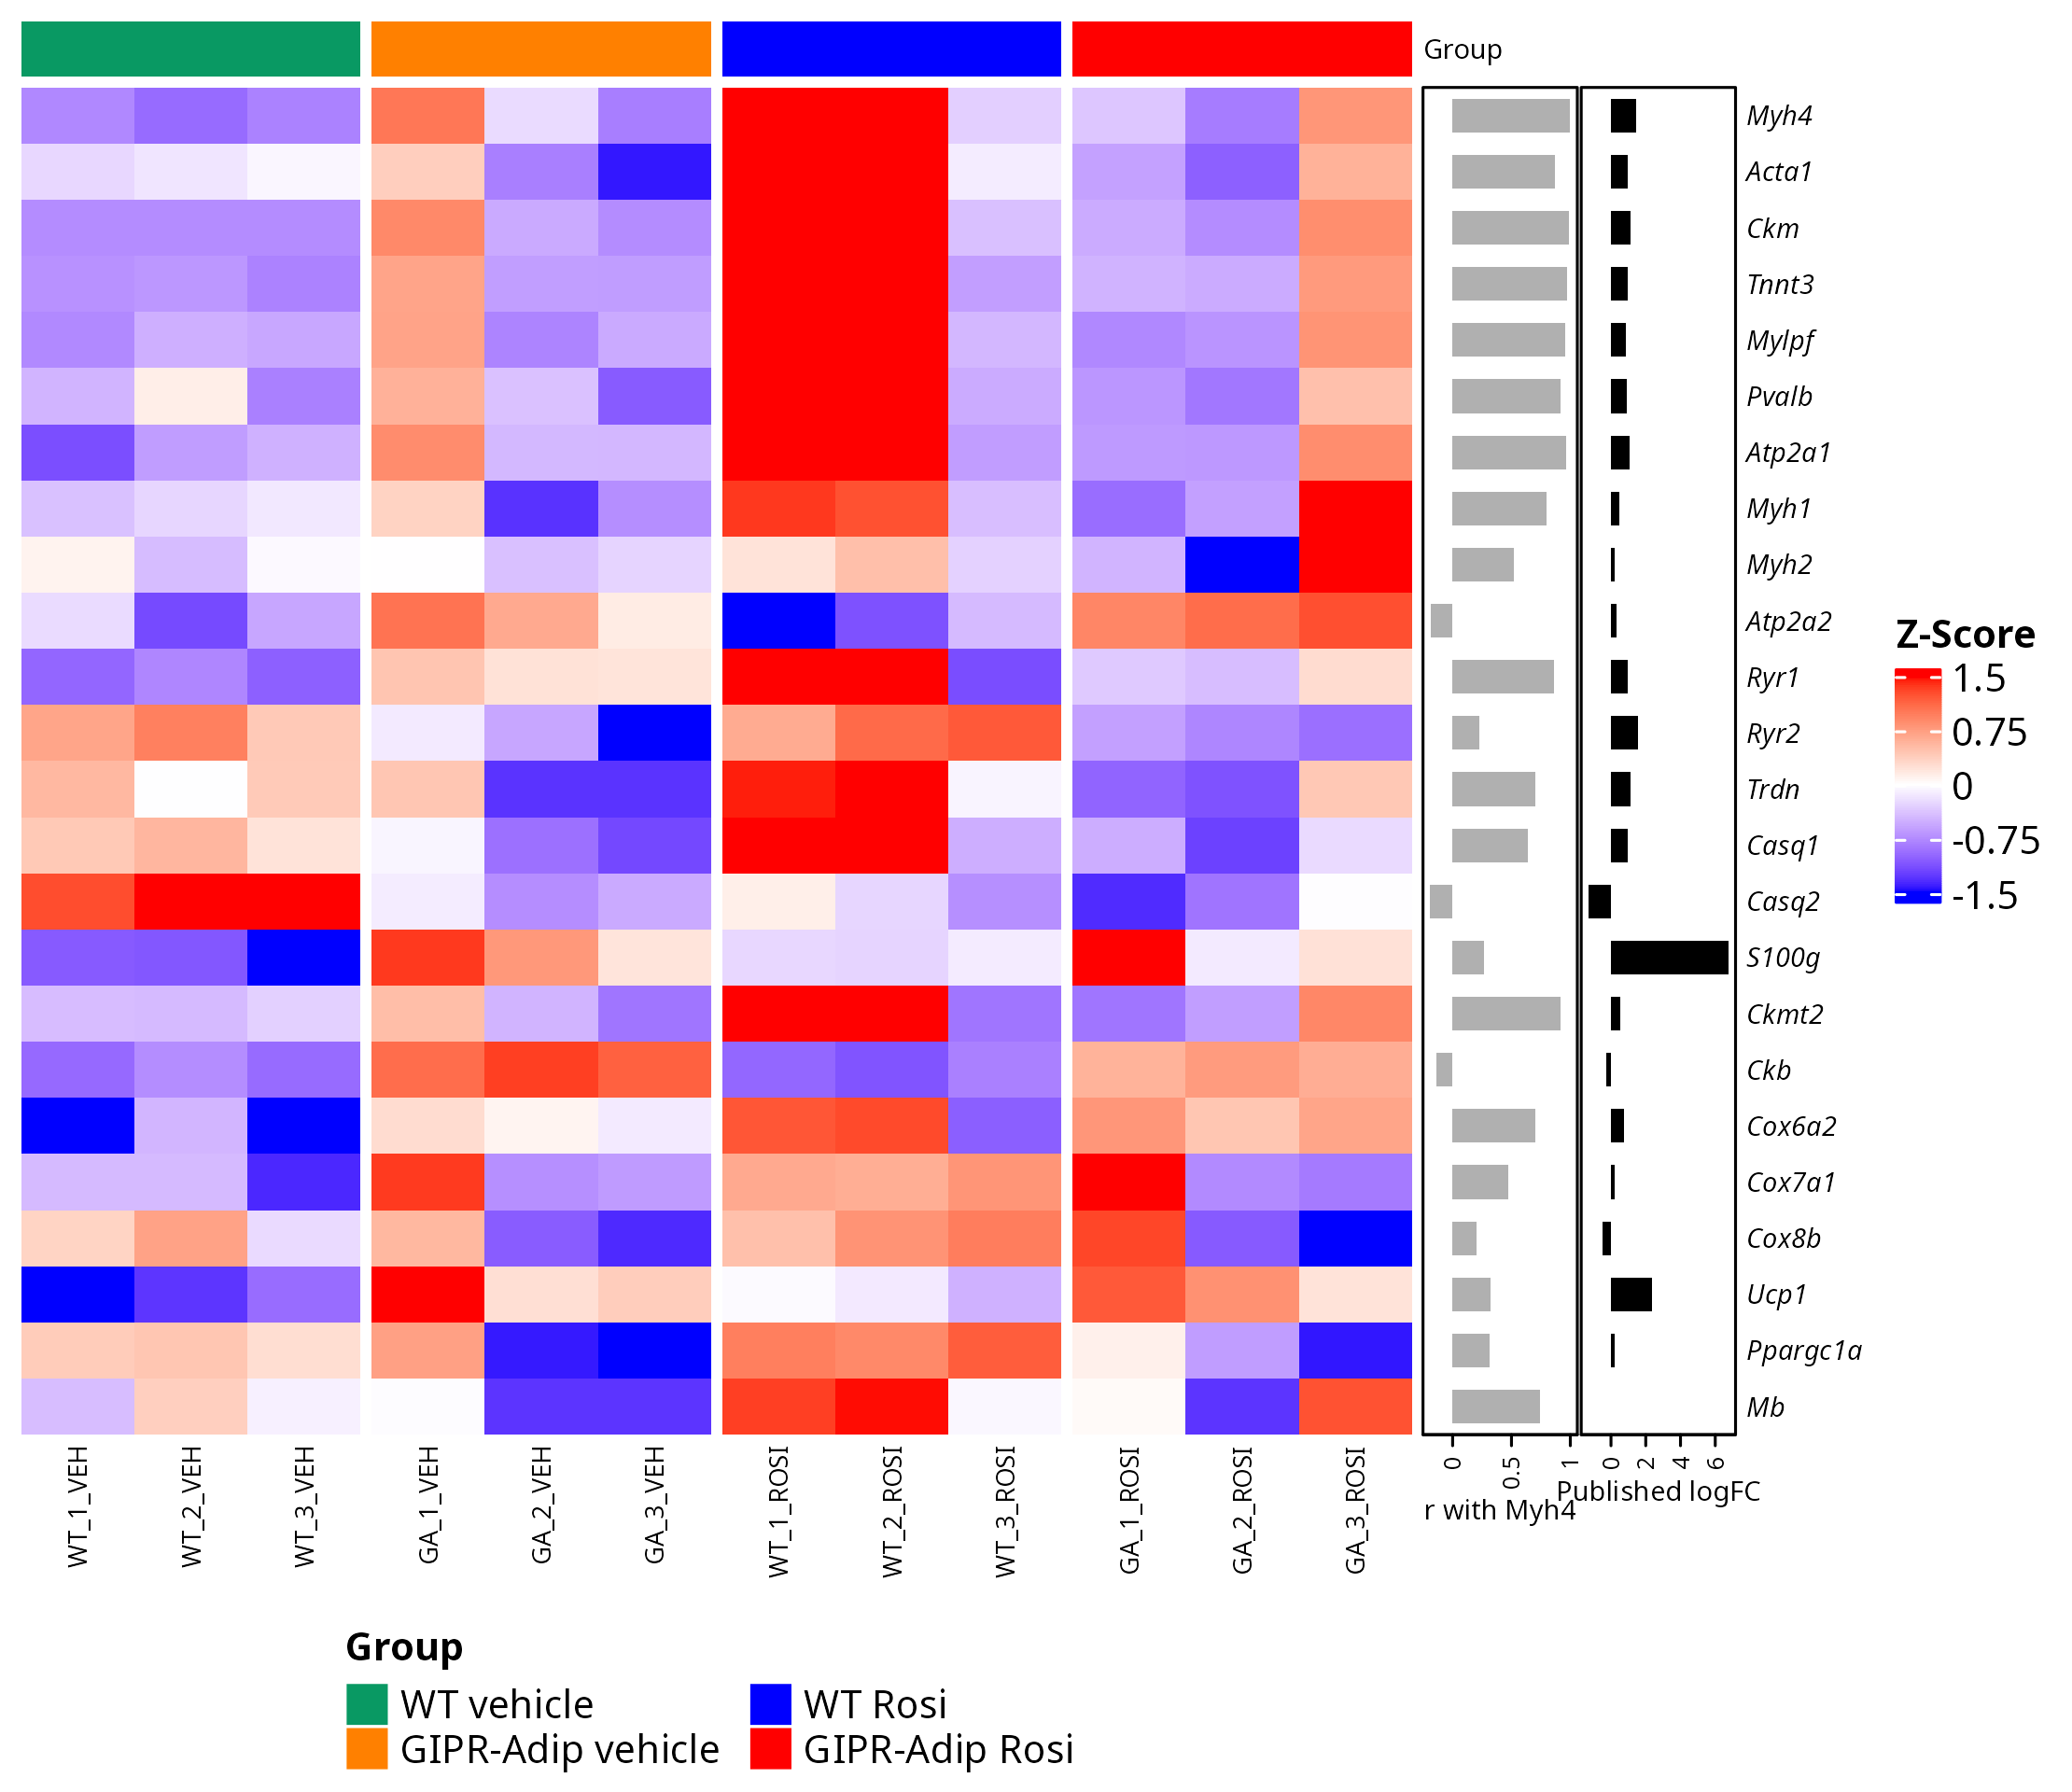 Group
Myh4
Acta1
Ckm
Tnnt3
Mylpf
Pvalb
Atp2a1
Myh1
Myh2
Atp2a2
Ryr1
Ryr2
Trdn
Casq1
Casq2
S100g
Ckmt2
Ckb
Cox6a2
Cox7a1
Cox8b
Ucp1
Ppargc1a
Mb
Z-Score
1.5
0.75
0
-0.75
-1.5
WT_1_VEH
WT_2_VEH
WT_3_VEH
GA_1_VEH
GA_2_VEH
GA_3_VEH
WT_1_ROSI
WT_2_ROSI
WT_3_ROSI
GA_1_ROSI
GA_2_ROSI
GA_3_ROSI
0 0.5 1
r with Myh4
0 2 4 6
Published logFC
Group
WT vehicle WT Rosi
GIPR-Adip vehicle GIPR-Adip Rosi